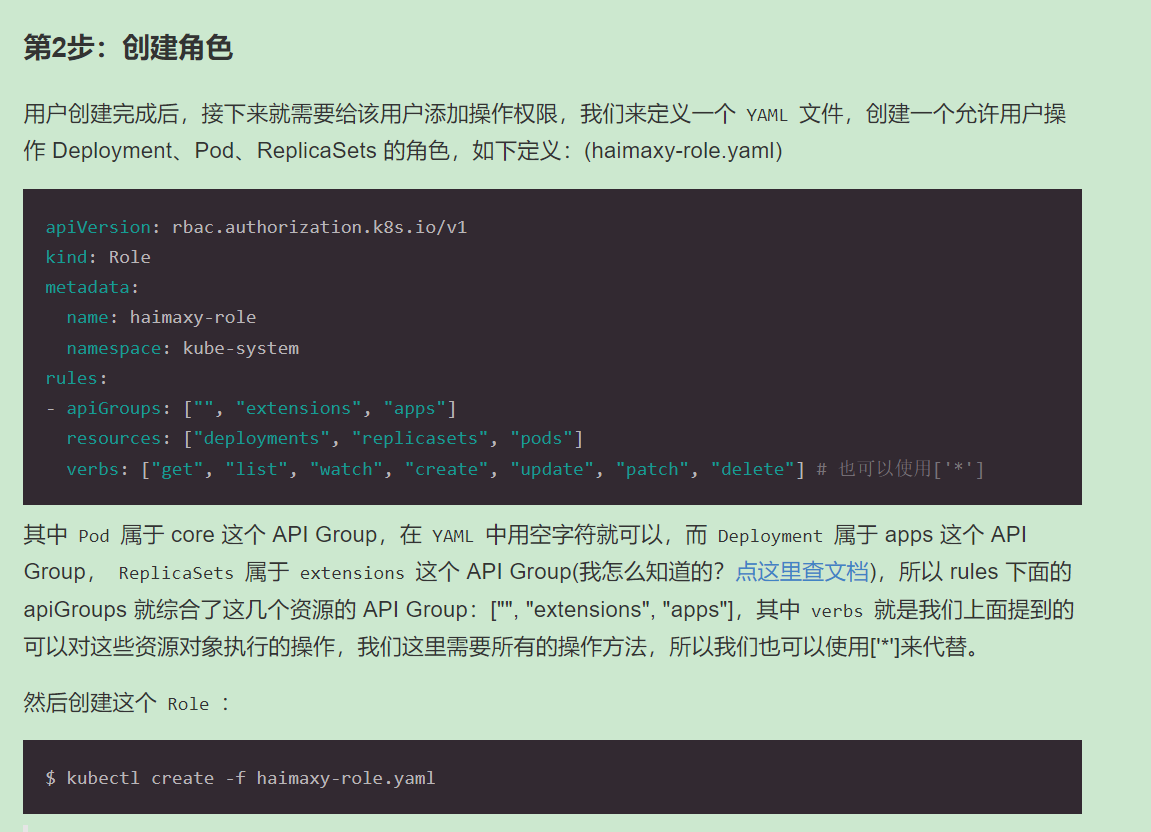 第2步：创建角色
用户创建完成后，接下来就需要给该用户添加操作权限，我们来定义一个 YAML 文件，创建一个允许用户操
作 Deployment、Pod、ReplicaSets 的角色，如下定义：(haimaxy-role.yaml)
apiVersion: rbac.authorization.k8s.io/v1
kind: Role
metadata:
  name: haimaxy-role
  namespace: kube-system
rules:
- apiGroups: ["", "extensions", "apps"]
  resources: ["deployments", "replicasets", "pods"]
  verbs: ["get", "list", "watch", "create", "update", "patch", "delete"] # 也可以使用['*']
其中 Pod 属于 core 这个 API Group，在 YAML 中用空字符就可以，而 Deployment 属于 apps 这个 API
Group， ReplicaSets 属于 extensions 这个 API Group(我怎么知道的？点这里查文档)，所以 rules 下面的
apiGroups 就综合了这几个资源的 API Group：["", "extensions", "apps"]，其中 verbs 就是我们上面提到的
可以对这些资源对象执行的操作，我们这里需要所有的操作方法，所以我们也可以使用['*']来代替。
然后创建这个 Role ：
$ kubectl create -f haimaxy-role.yaml